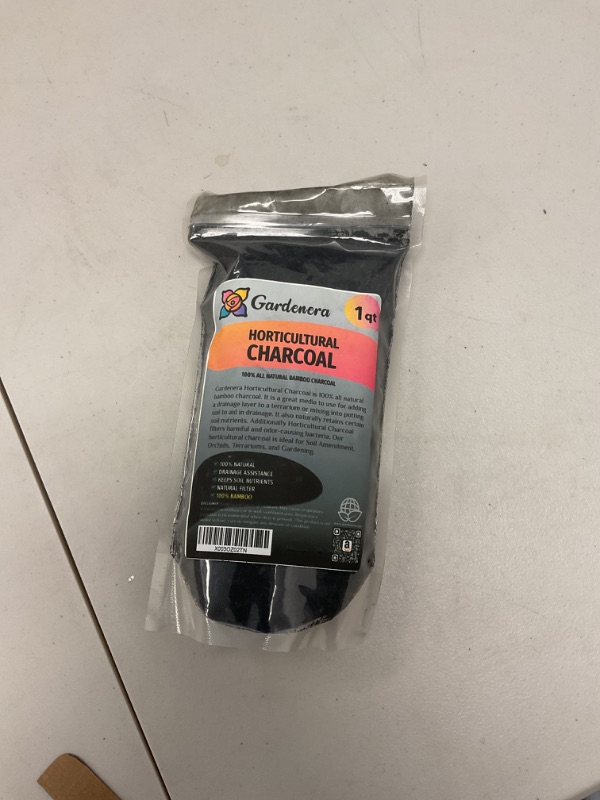 Gardenera
1 qt
HORTICULTURAL
CHARCOAL
100% ALL NATURAL BAMBOO CHARCOAL
Gardenera Horticultural Charcoal is 100% all natural
bamboo charcoal. It is a great media to use for adding
a drainage layer to a terrarium or mixing into potting
soil to aid in drainage. It also naturally retains certain
soil nutrients. Additionally Horticultural Charcoal
filters harmful and odor-causing bacteria. Our
horticultural charcoal is ideal for Soil Amendment,
Orchids, Terrariums, and Gardening.
100% NATURAL
DRAINAGE ASSISTANCE
KEEPS SOIL NUTRIENTS
NATURAL FILTER
100% BAMBOO